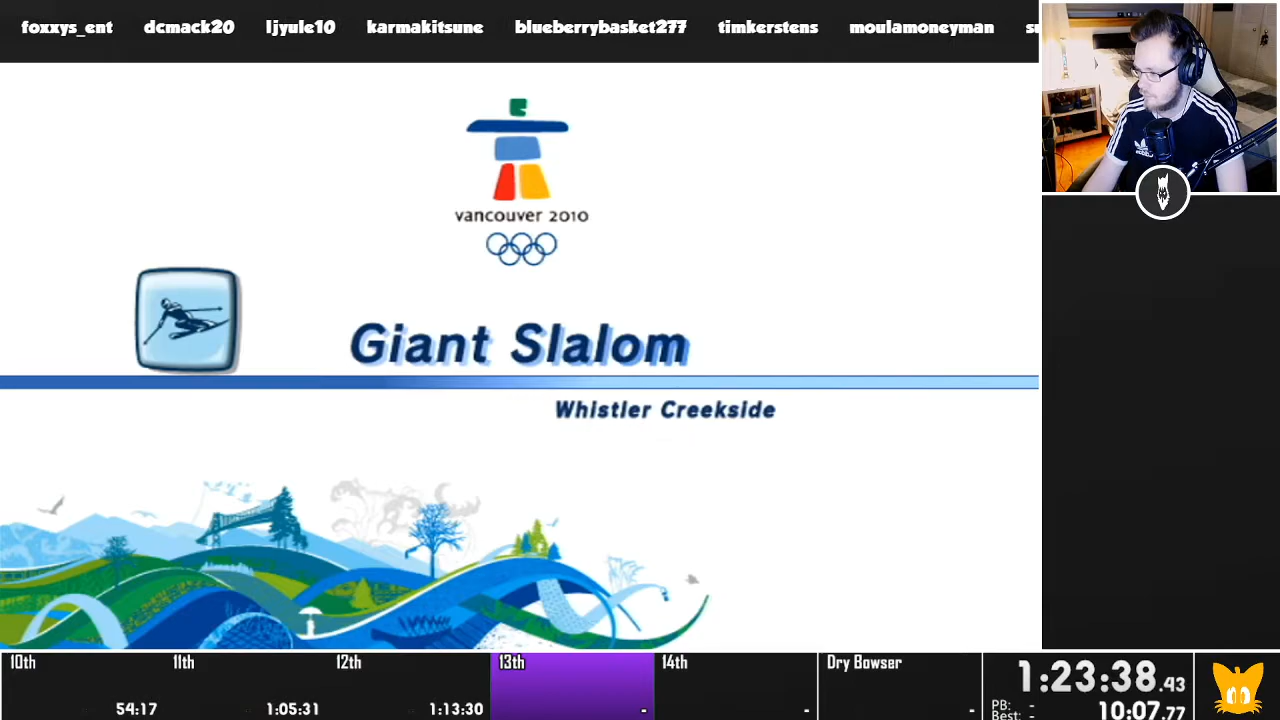 foxxys_ent dcmack20 ljyule10 karmakitsune blueberrybasket277 timkerstens moulamoneyman
vancouver 2010
Giant Slalom
Whistler Creekside
adidas
10th 11th 12th 13th 14th Dry Bowser
54:17 1:05:31 1:13:30 - - -
1:23:38.43
PB: -
Best: -
10:07.77